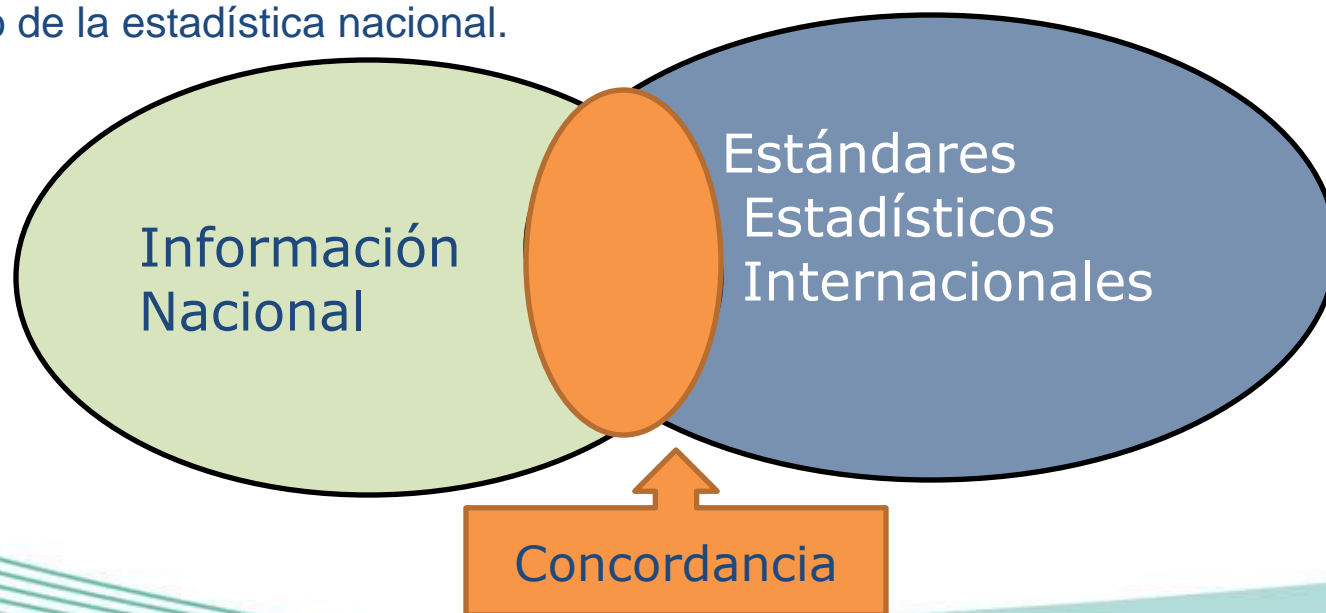 o de la estadística nacional.
Estándares
Estadísticos
Internacionales
Información
Nacional
Concordancia